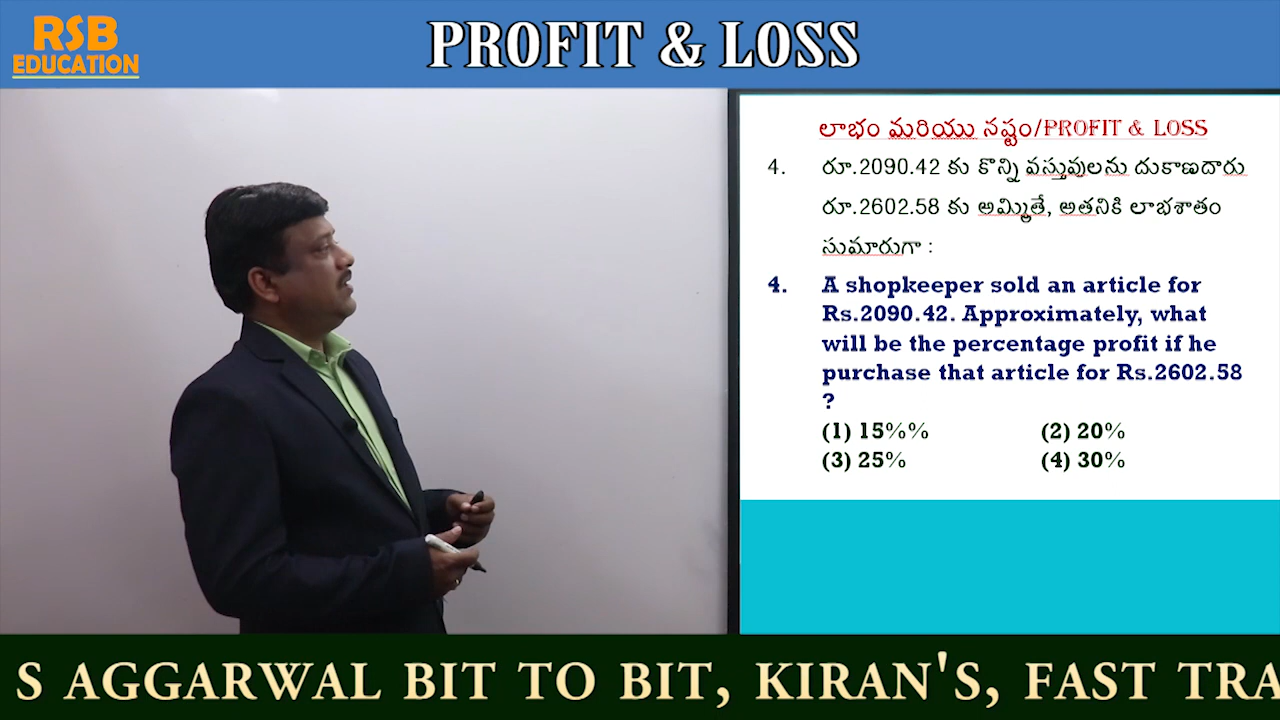 RSB
EDUCATION
PROFIT & LOSS
లాభం మరియు నష్టం/PROFIT & LOSS
4. రూ.2090.42 కు కొన్ని వస్తువులను దుకాణదారు
రూ.2602.58 కు అమ్మితే, అతనికి లాభశాతం
సుమారుగా :
4. A shopkeeper sold an article for
Rs.2090.42. Approximately, what
will be the percentage profit if he
purchase that article for Rs.2602.58
?
(1) 15%% (2) 20%
(3) 25% (4) 30%
S AGGARWAL BIT TO BIT, KIRAN'S, FAST TRA